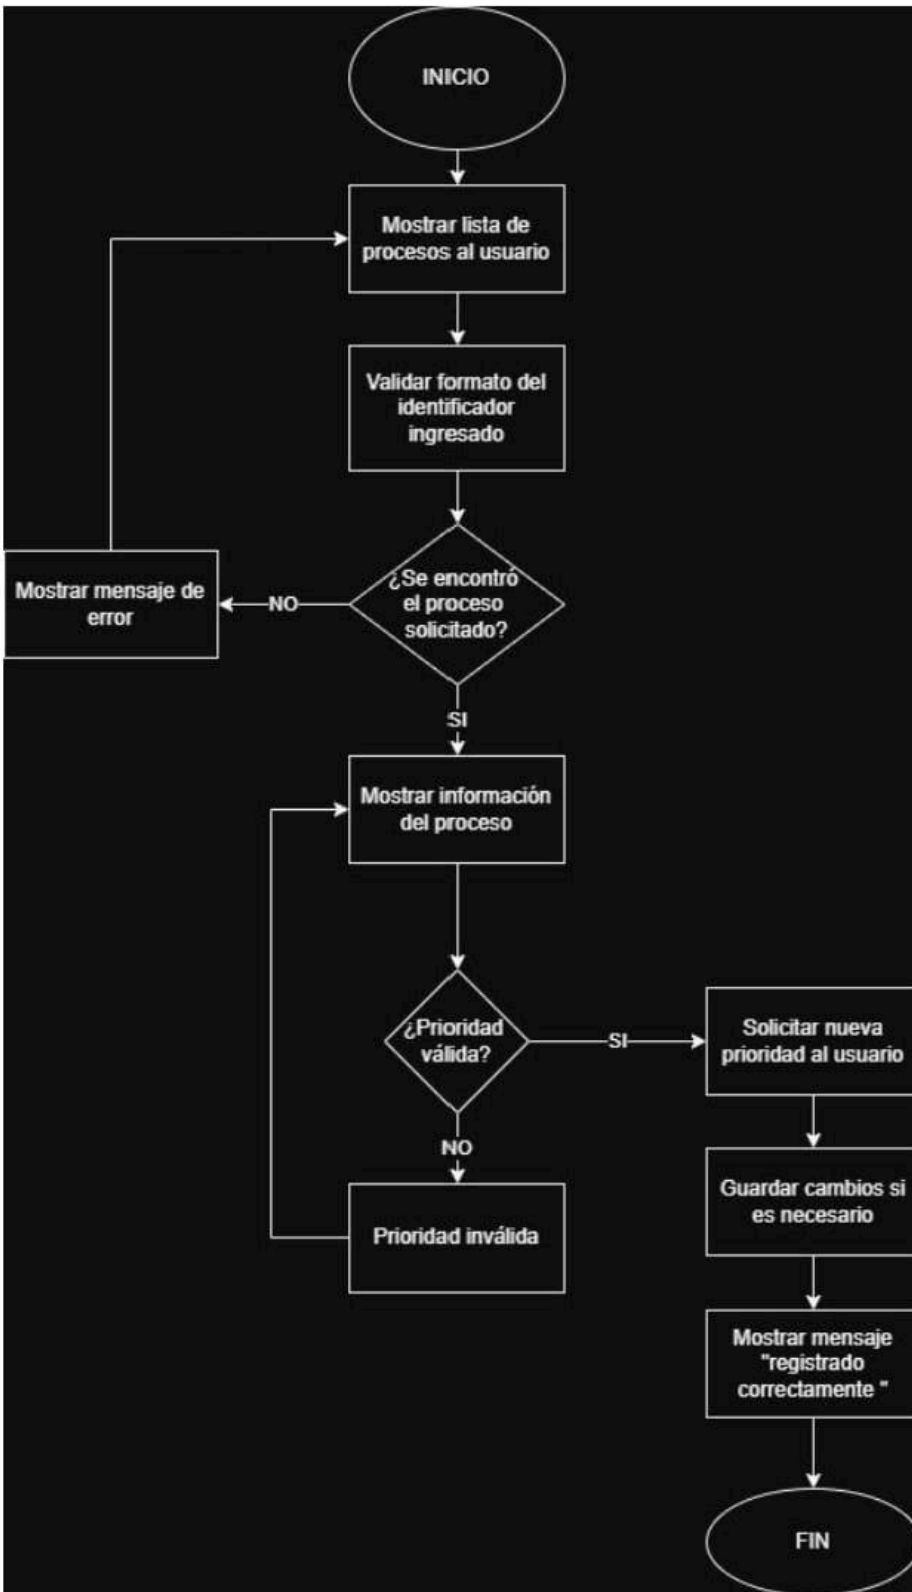 INICIO
Mostrar lista de
procesos al usuario
Validar formato del
identificador
ingresado
¿Se encontró
el proceso
solicitado?
NO
Mostrar mensaje de
error
SI
Mostrar información
del proceso
¿Prioridad
válida?
SI
Solicitar nueva
prioridad al usuario
NO
Prioridad inválida
Guardar cambios si
es necesario
Mostrar mensaje
"registrado
correctamente "
FIN